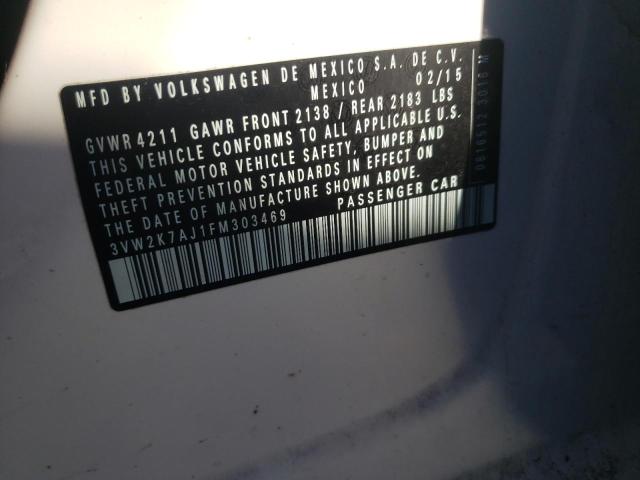 MFD BY VOLKSWAGEN DE MEXICO S.A. DE C.V.
MEXICO 02/15
GVWR 4211 GAWR FRONT 2138 / REAR 2183 LBS
THIS VEHICLE CONFORMS TO ALL APPLICABLE U.S.
FEDERAL MOTOR VEHICLE SAFETY, BUMPER AND
THEFT PREVENTION STANDARDS IN EFFECT ON
THE DATE OF MANUFACTURE SHOWN ABOVE.
3VW2K7AJ1FM303469 PASSENGER CAR
0816512 3016 M